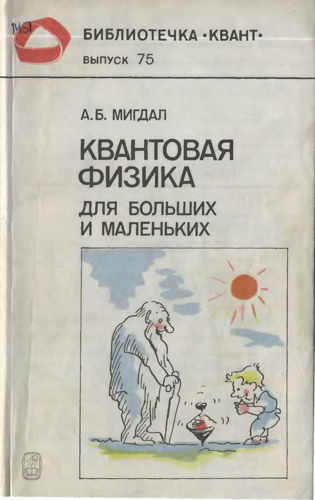 БИБЛИОТЕЧКА •КВАНТ•
ВЫПУСК 75
А.Б. МИГДАЛ
КВАНТОВАЯ
ФИЗИКА
ДЛЯ БОЛЬШИХ
И МАЛЕНЬКИХ